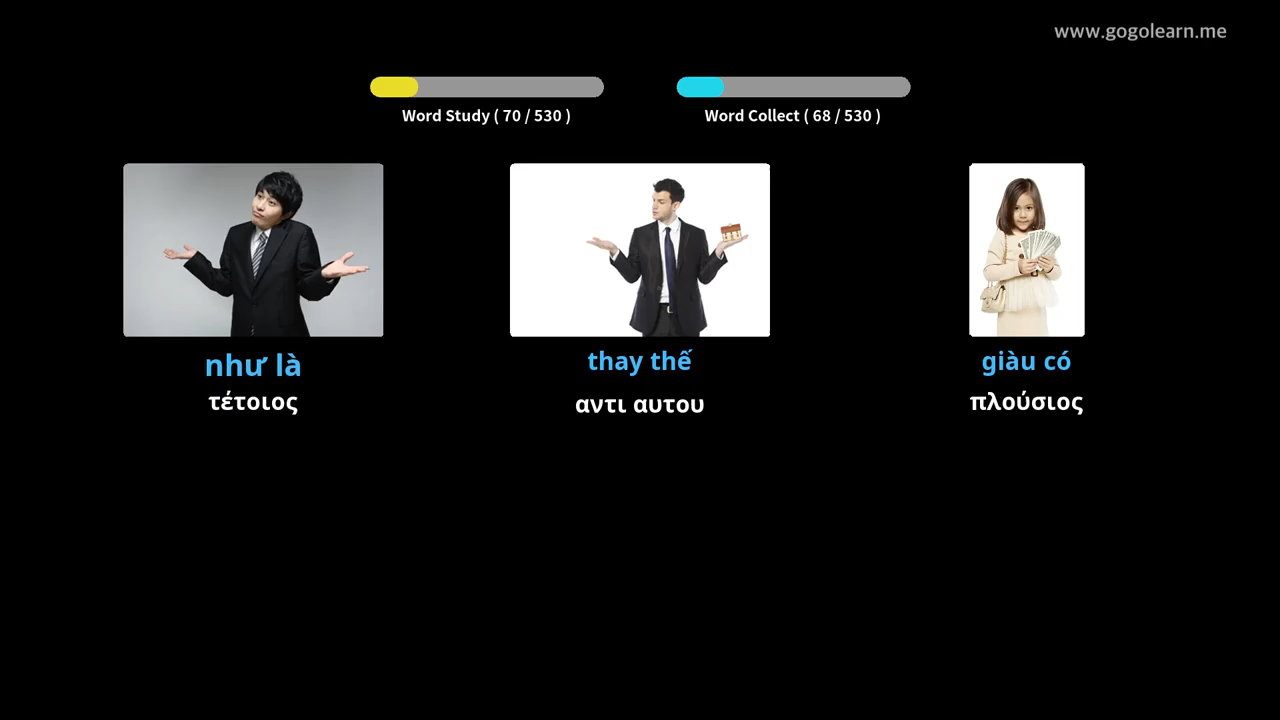 www.gogolearn.me
Word Study ( 70 / 530 )
Word Collect ( 68 / 530 )
như là
thay thế
giàu có
τέτοιος
αντι αυτου
πλούσιος